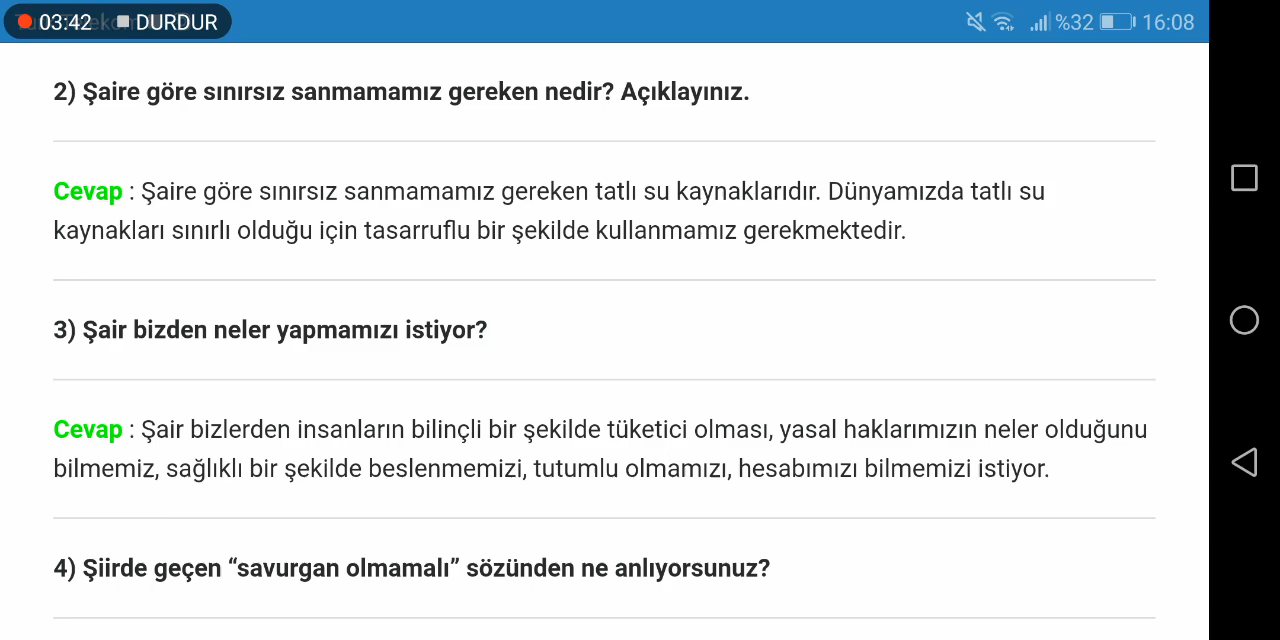 03:42 DURDUR %32 16:08
2) Şaire göre sınırsız sanmamamız gereken nedir? Açıklayınız.
Cevap : Şaire göre sınırsız sanmamamız gereken tatlı su kaynaklarıdır. Dünyamızda tatlı su
kaynakları sınırlı olduğu için tasarruflu bir şekilde kullanmamız gerekmektedir.
3) Şair bizden neler yapmamızı istiyor?
Cevap : Şair bizlerden insanların bilinçli bir şekilde tüketici olması, yasal haklarımızın neler olduğunu
bilmemiz, sağlıklı bir şekilde beslenmemizi, tutumlu olmamızı, hesabımızı bilmemizi istiyor.
4) Şiirde geçen “savurgan olmamalı” sözünden ne anlıyorsunuz?